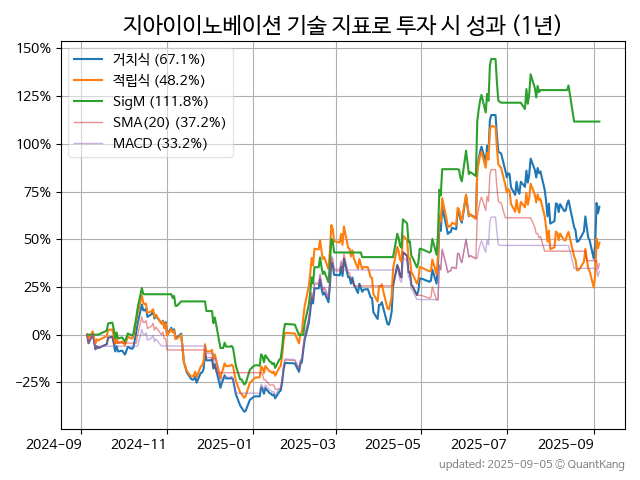 지아이이노베이션 기술 지표로 투자 시 성과 (1년)
150%
125%
100%
75%
50%
25%
0%
−25%
거치식 (67.1%)
적립식 (48.2%)
SigM (111.8%)
SMA(20) (37.2%)
MACD (33.2%)
2024-09
2024-11
2025-01
2025-03
2025-05
2025-07
2025-09
updated: 2025-09-05 © QuantKang